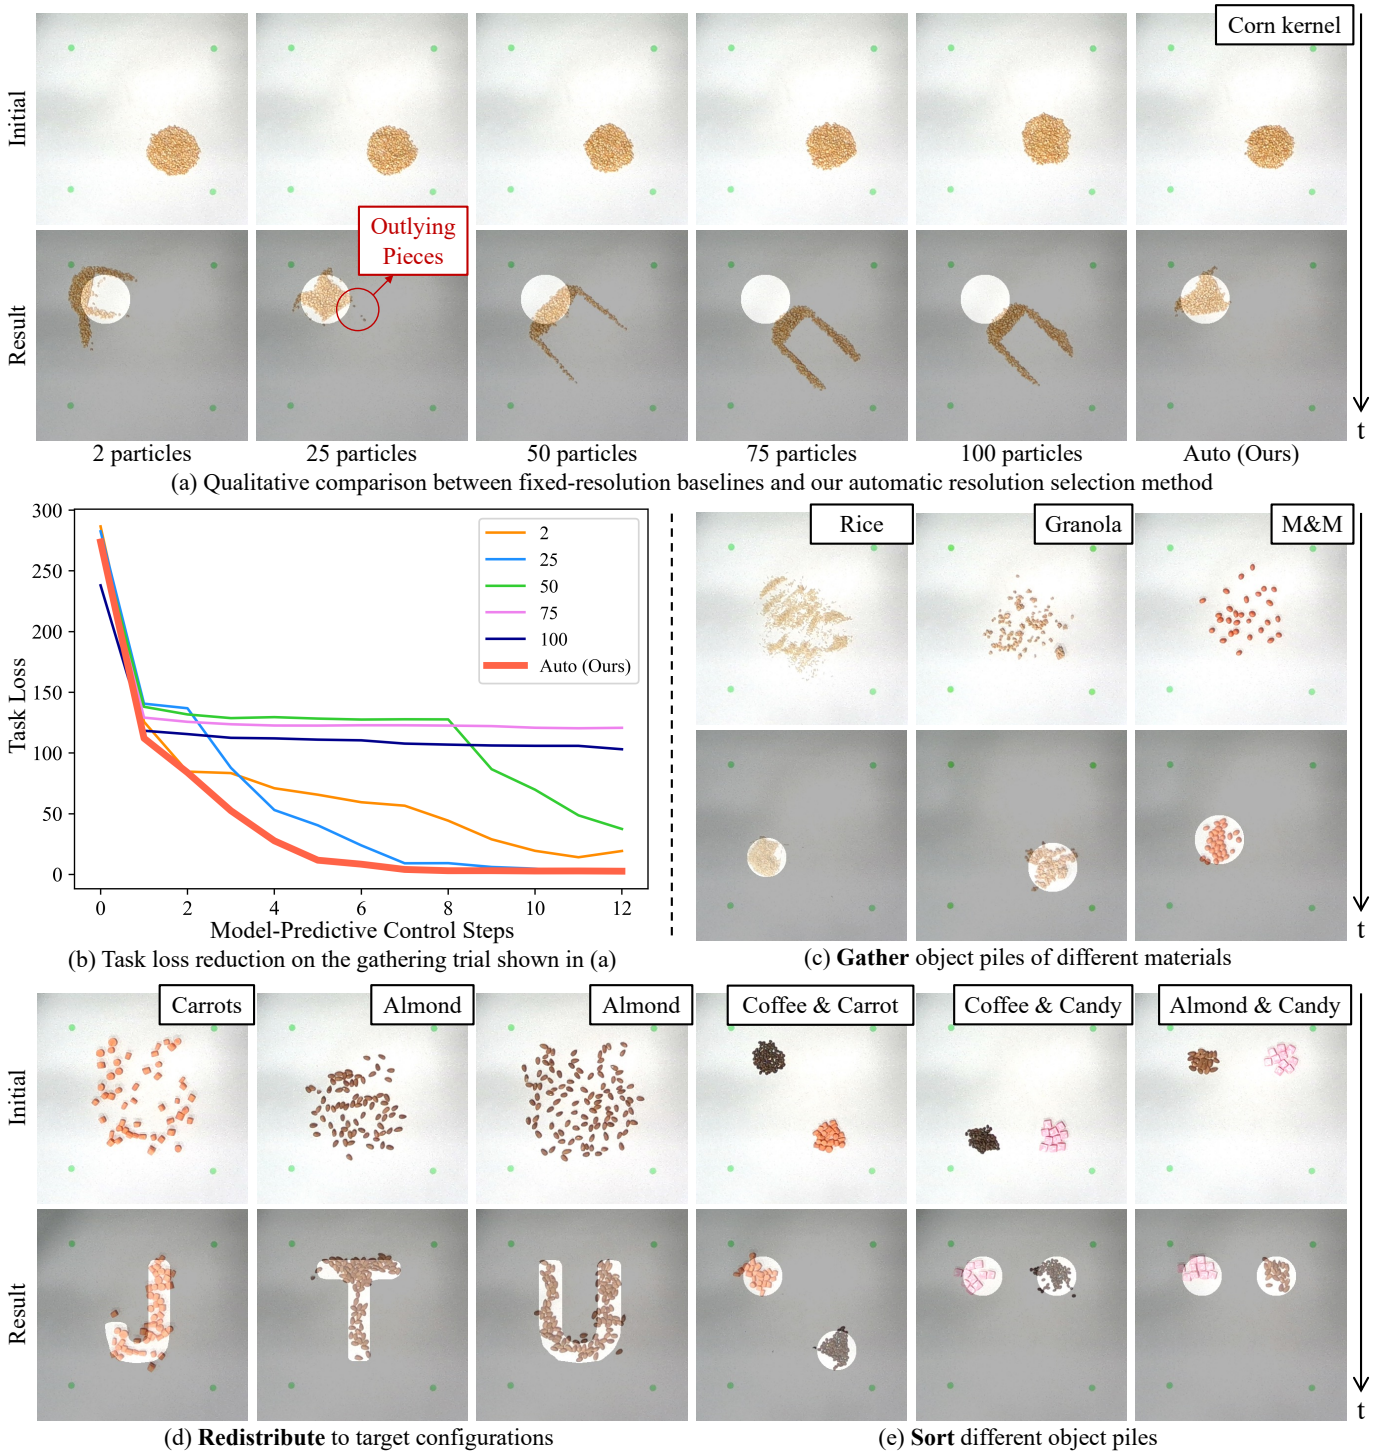 Corn kernel
Initial
Outlying
Pieces
Result
t
2 particles
25 particles
50 particles
75 particles
100 particles
Auto (Ours)
(a) Qualitative comparison between fixed-resolution baselines and our automatic resolution selection method
300
250
200
150
100
50
0
Task Loss
2
25
50
75
100
Auto (Ours)
0
2
4
6
8
10
12
Model-Predictive Control Steps
(b) Task loss reduction on the gathering trial shown in (a)
Rice
Granola
M&M
t
(c) Gather object piles of different materials
Carrots
Almond
Almond
Coffee & Carrot
Coffee & Candy
Almond & Candy
Initial
Result
t
(d) Redistribute to target configurations
(e) Sort different object piles